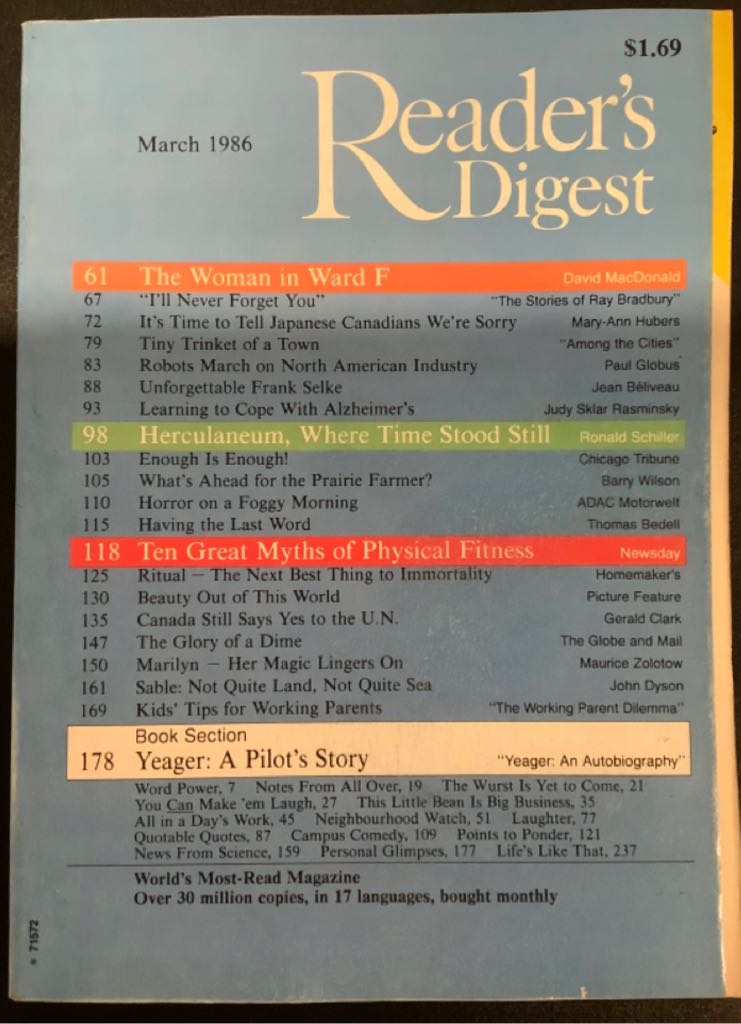 $1.69
March 1986
Reader's
Digest
61 The Woman in Ward F David MacDonald
67 "I'll Never Forget You" "The Stories of Ray Bradbury"
72 It's Time to Tell Japanese Canadians We're Sorry Mary-Ann Hubers
79 Tiny Trinket of a Town "Among the Cities"
83 Robots March on North American Industry Paul Globus
88 Unforgettable Frank Selke Jean Béliveau
93 Learning to Cope With Alzheimer's Judy Sklar Rasminsky
98 Herculaneum, Where Time Stood Still Ronald Schiller
103 Enough Is Enough! Chicago Tribune
105 What's Ahead for the Prairie Farmer? Barry Wilson
110 Horror on a Foggy Morning ADAC Motorwelt
115 Having the Last Word Thomas Bedell
118 Ten Great Myths of Physical Fitness Newsday
125 Ritual – The Next Best Thing to Immortality Homemaker's
130 Beauty Out of This World Picture Feature
135 Canada Still Says Yes to the U.N. Gerald Clark
147 The Glory of a Dime The Globe and Mail
150 Marilyn – Her Magic Lingers On Maurice Zolotow
161 Sable: Not Quite Land, Not Quite Sea John Dyson
169 Kids' Tips for Working Parents "The Working Parent Dilemma"
Book Section
178 Yeager: A Pilot's Story "Yeager: An Autobiography"
Word Power, 7 Notes From All Over, 19 The Wurst Is Yet to Come, 21
You Can Make 'em Laugh, 27 This Little Bean Is Big Business, 35
All in a Day's Work, 45 Neighbourhood Watch, 51 Laughter, 77
Quotable Quotes, 87 Campus Comedy, 109 Points to Ponder, 121
News From Science, 159 Personal Glimpses, 177 Life's Like That, 237
World's Most-Read Magazine
Over 30 million copies, in 17 languages, bought monthly
* 71572